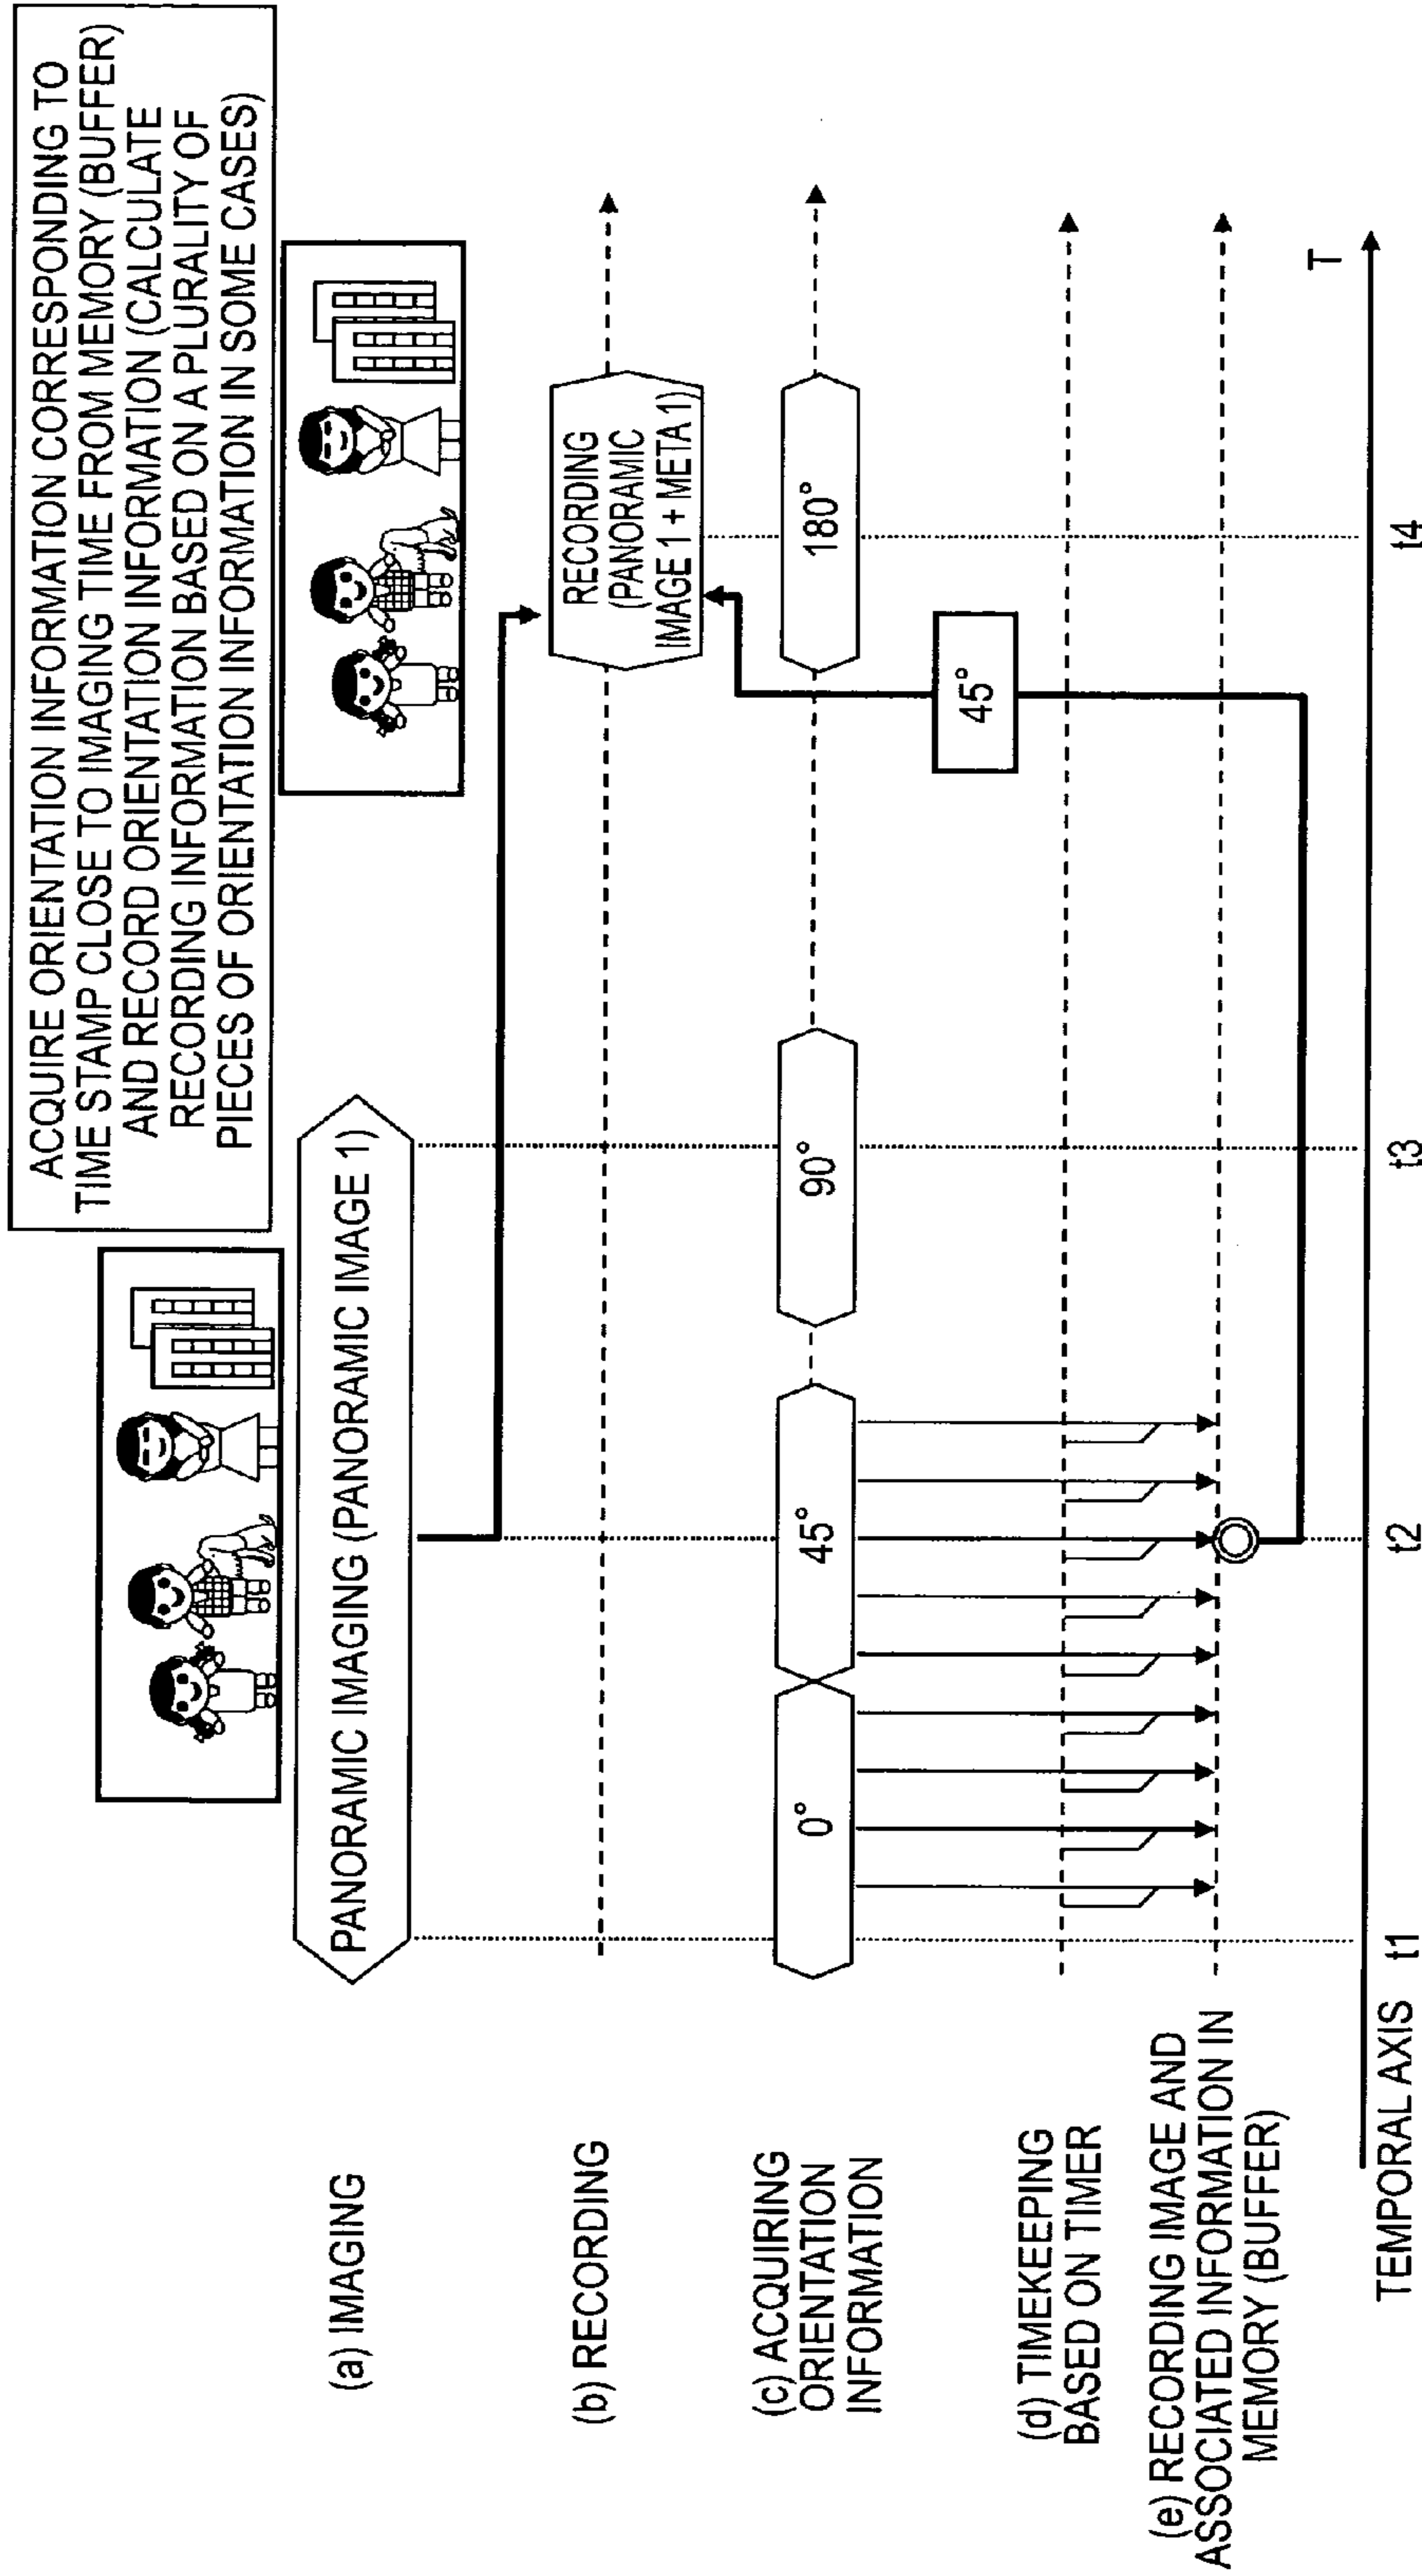 ACQUIRE ORIENTATION INFORMATION CORRESPONDING TO
TIME STAMP CLOSE TO IMAGING TIME FROM MEMORY (BUFFER)
AND RECORD ORIENTATION INFORMATION (CALCULATE
RECORDING INFORMATION BASED ON A PLURALITY OF
PIECES OF ORIENTATION INFORMATION IN SOME CASES)
(a) IMAGING
PANORAMIC IMAGING (PANORAMIC IMAGE 1)
(b) RECORDING
RECORDING
(PANORAMIC
IMAGE 1 + META 1)
(c) ACQUIRING
ORIENTATION
INFORMATION
0°
45°
90°
180°
45°
(d) TIMEKEEPING
BASED ON TIMER
(e) RECORDING IMAGE AND
ASSOCIATED INFORMATION IN
MEMORY (BUFFER)
T
TEMPORAL AXIS
t1
t2
t3
t4